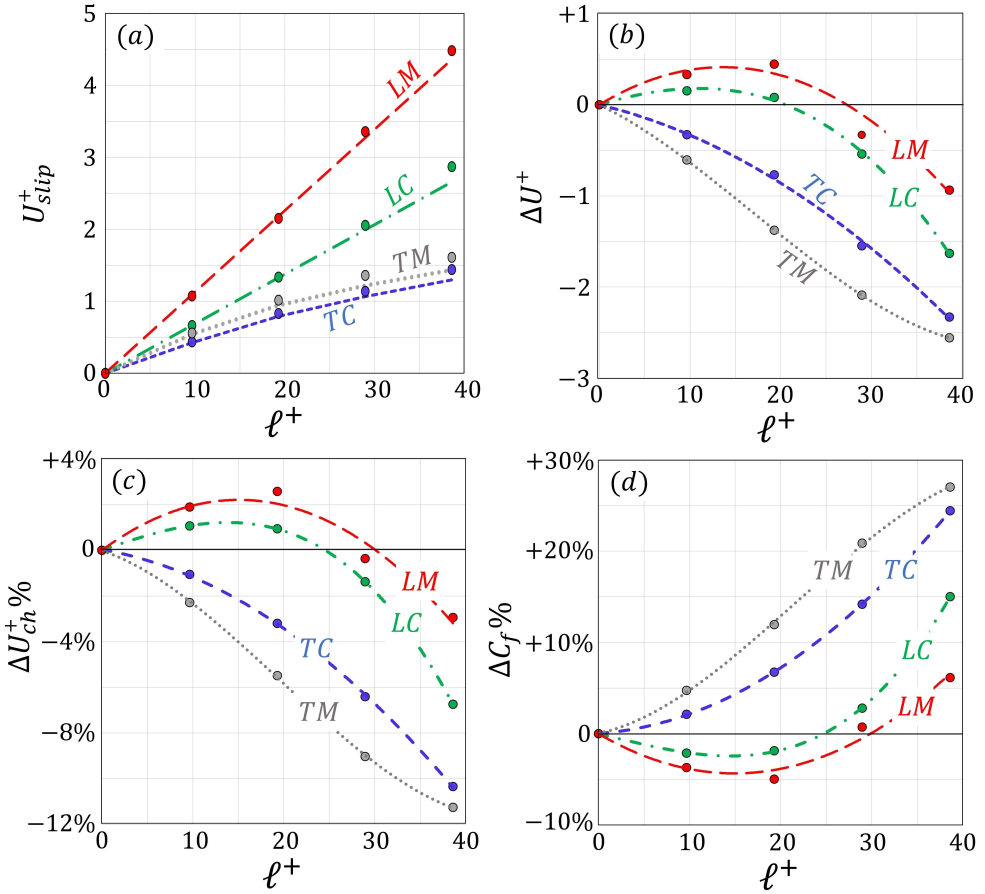 (a)
5
4
3
2
1
0
U⁺slip
LM
LC
TM
TC
0 10 20 30 40
ℓ⁺
(b)
+1
0
−1
−2
−3
ΔU⁺
LM
LC
TC
TM
0 10 20 30 40
ℓ⁺
(c)
+4%
0
−4%
−8%
−12%
ΔU⁺ch%
LM
LC
TC
TM
0 10 20 30 40
ℓ⁺
(d)
+30%
+20%
+10%
0
−10%
ΔCf%
TM
TC
LC
LM
0 10 20 30 40
ℓ⁺